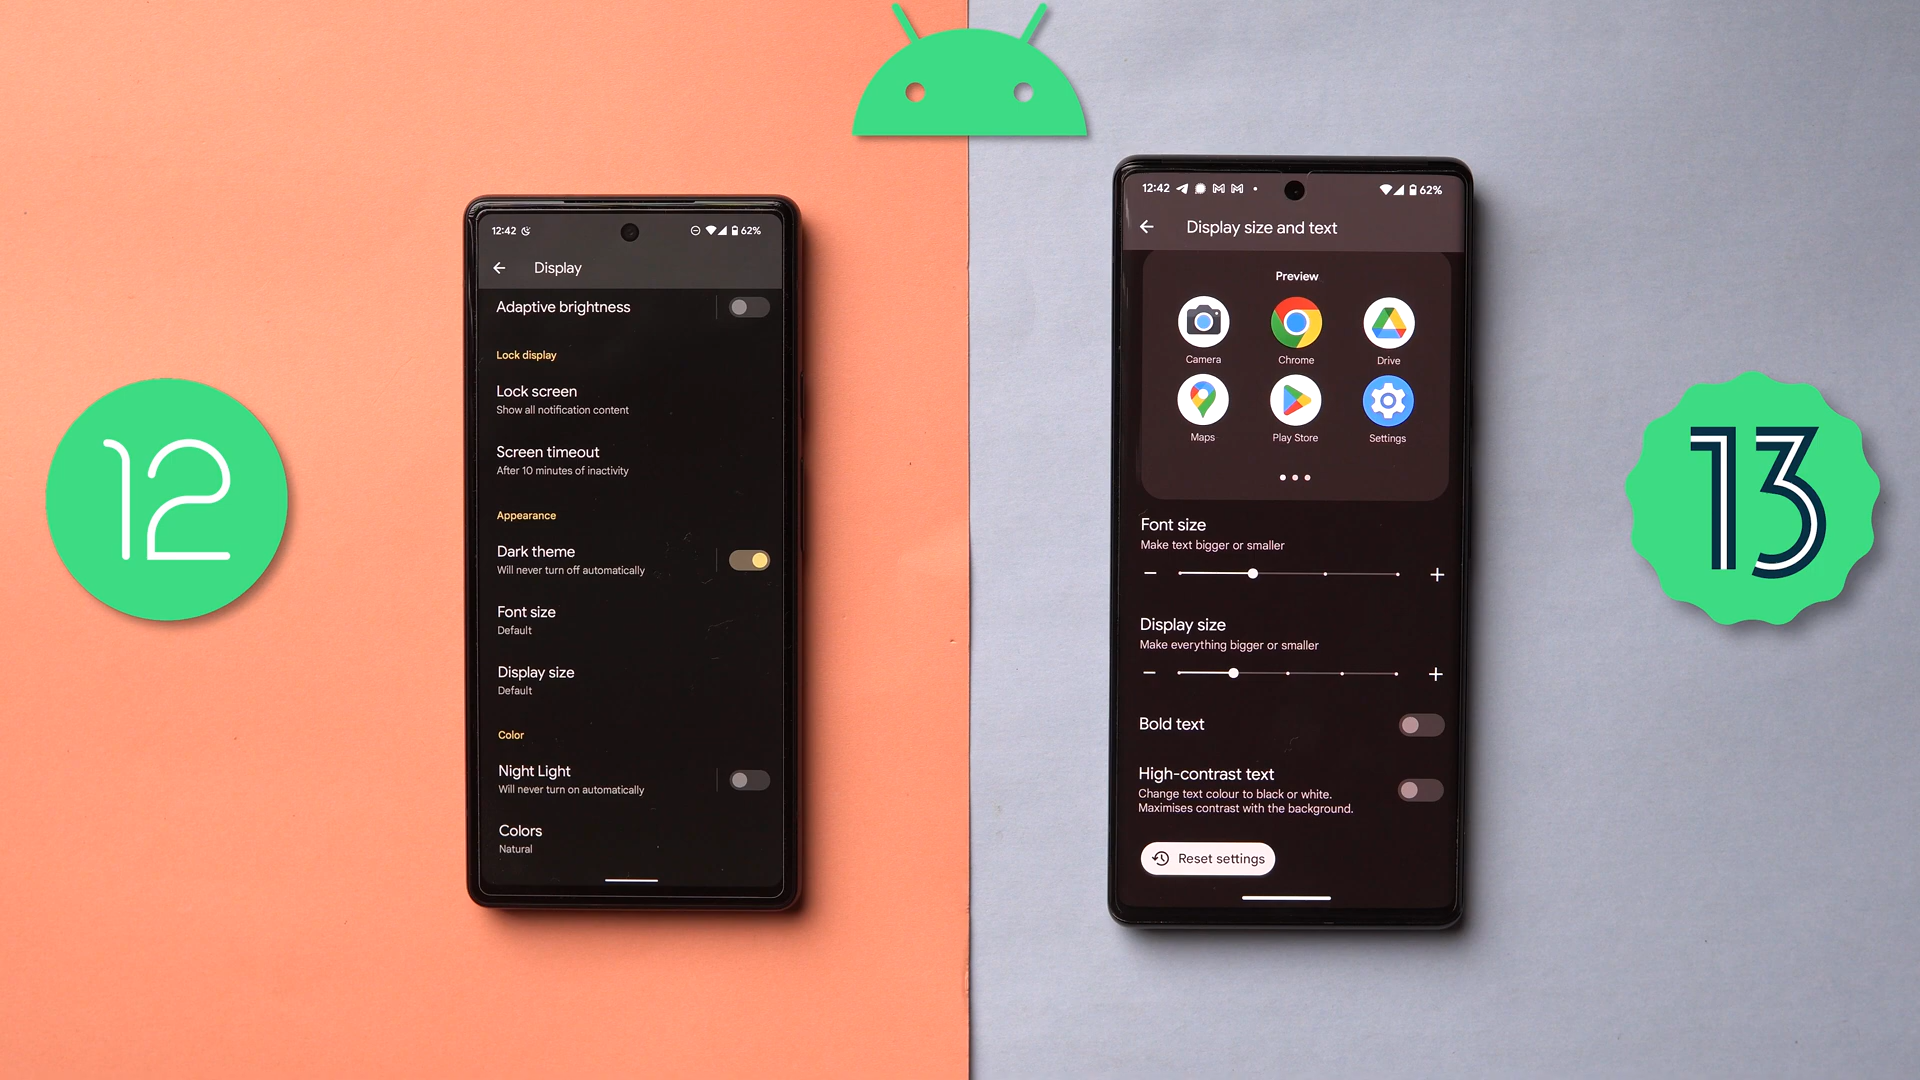 12
12:42
62%
Display
Adaptive brightness
Lock display
Lock screen
Show all notification content
Screen timeout
After 10 minutes of inactivity
Appearance
Dark theme
Will never turn off automatically
Font size
Default
Display size
Default
Color
Night Light
Will never turn on automatically
Colors
Natural
12:42
62%
Display size and text
Preview
Camera
Chrome
Drive
Maps
Play Store
Settings
Font size
Make text bigger or smaller
Display size
Make everything bigger or smaller
Bold text
High-contrast text
Change text colour to black or white.
Maximises contrast with the background.
Reset settings
13